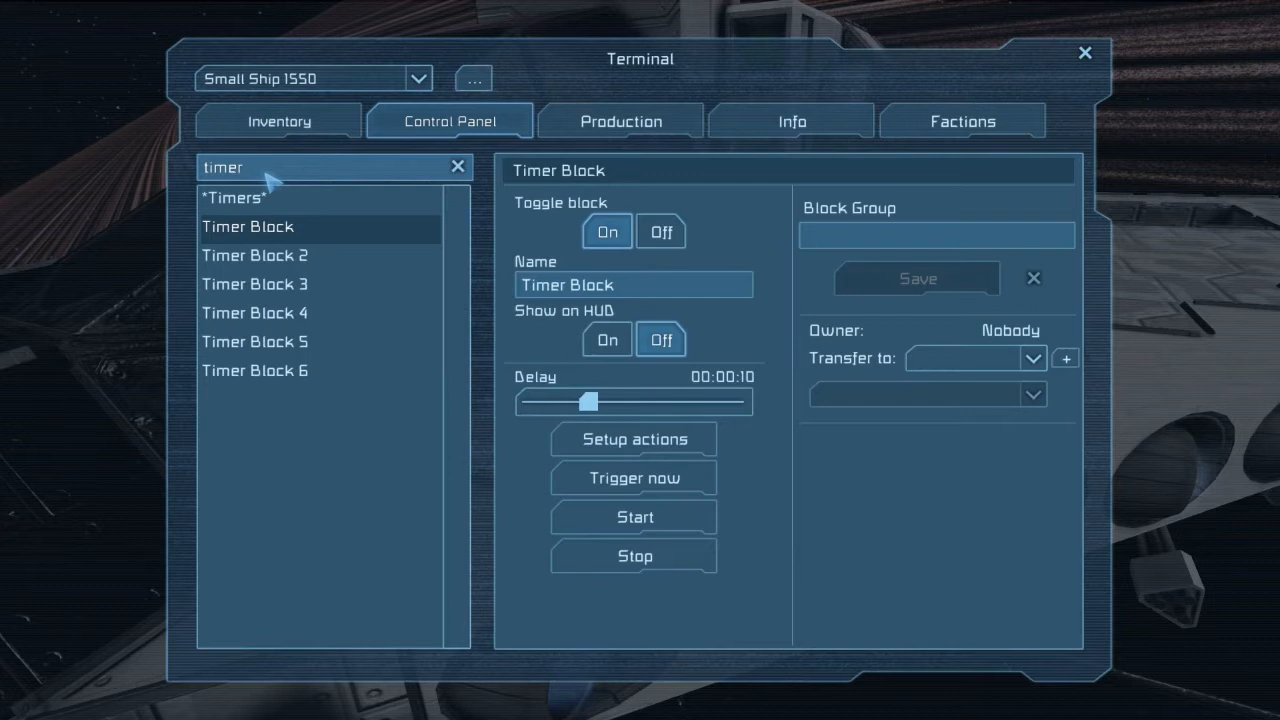 Terminal
Small Ship 1550
...
Inventory
Control Panel
Production
Info
Factions
timer
*Timers*
Timer Block
Timer Block 2
Timer Block 3
Timer Block 4
Timer Block 5
Timer Block 6
Timer Block
Toggle block
On Off
Name
Timer Block
Show on HUD
On Off
Delay 00:00:10
Setup actions
Trigger now
Start
Stop
Block Group
Save
Owner: Nobody
Transfer to:
+